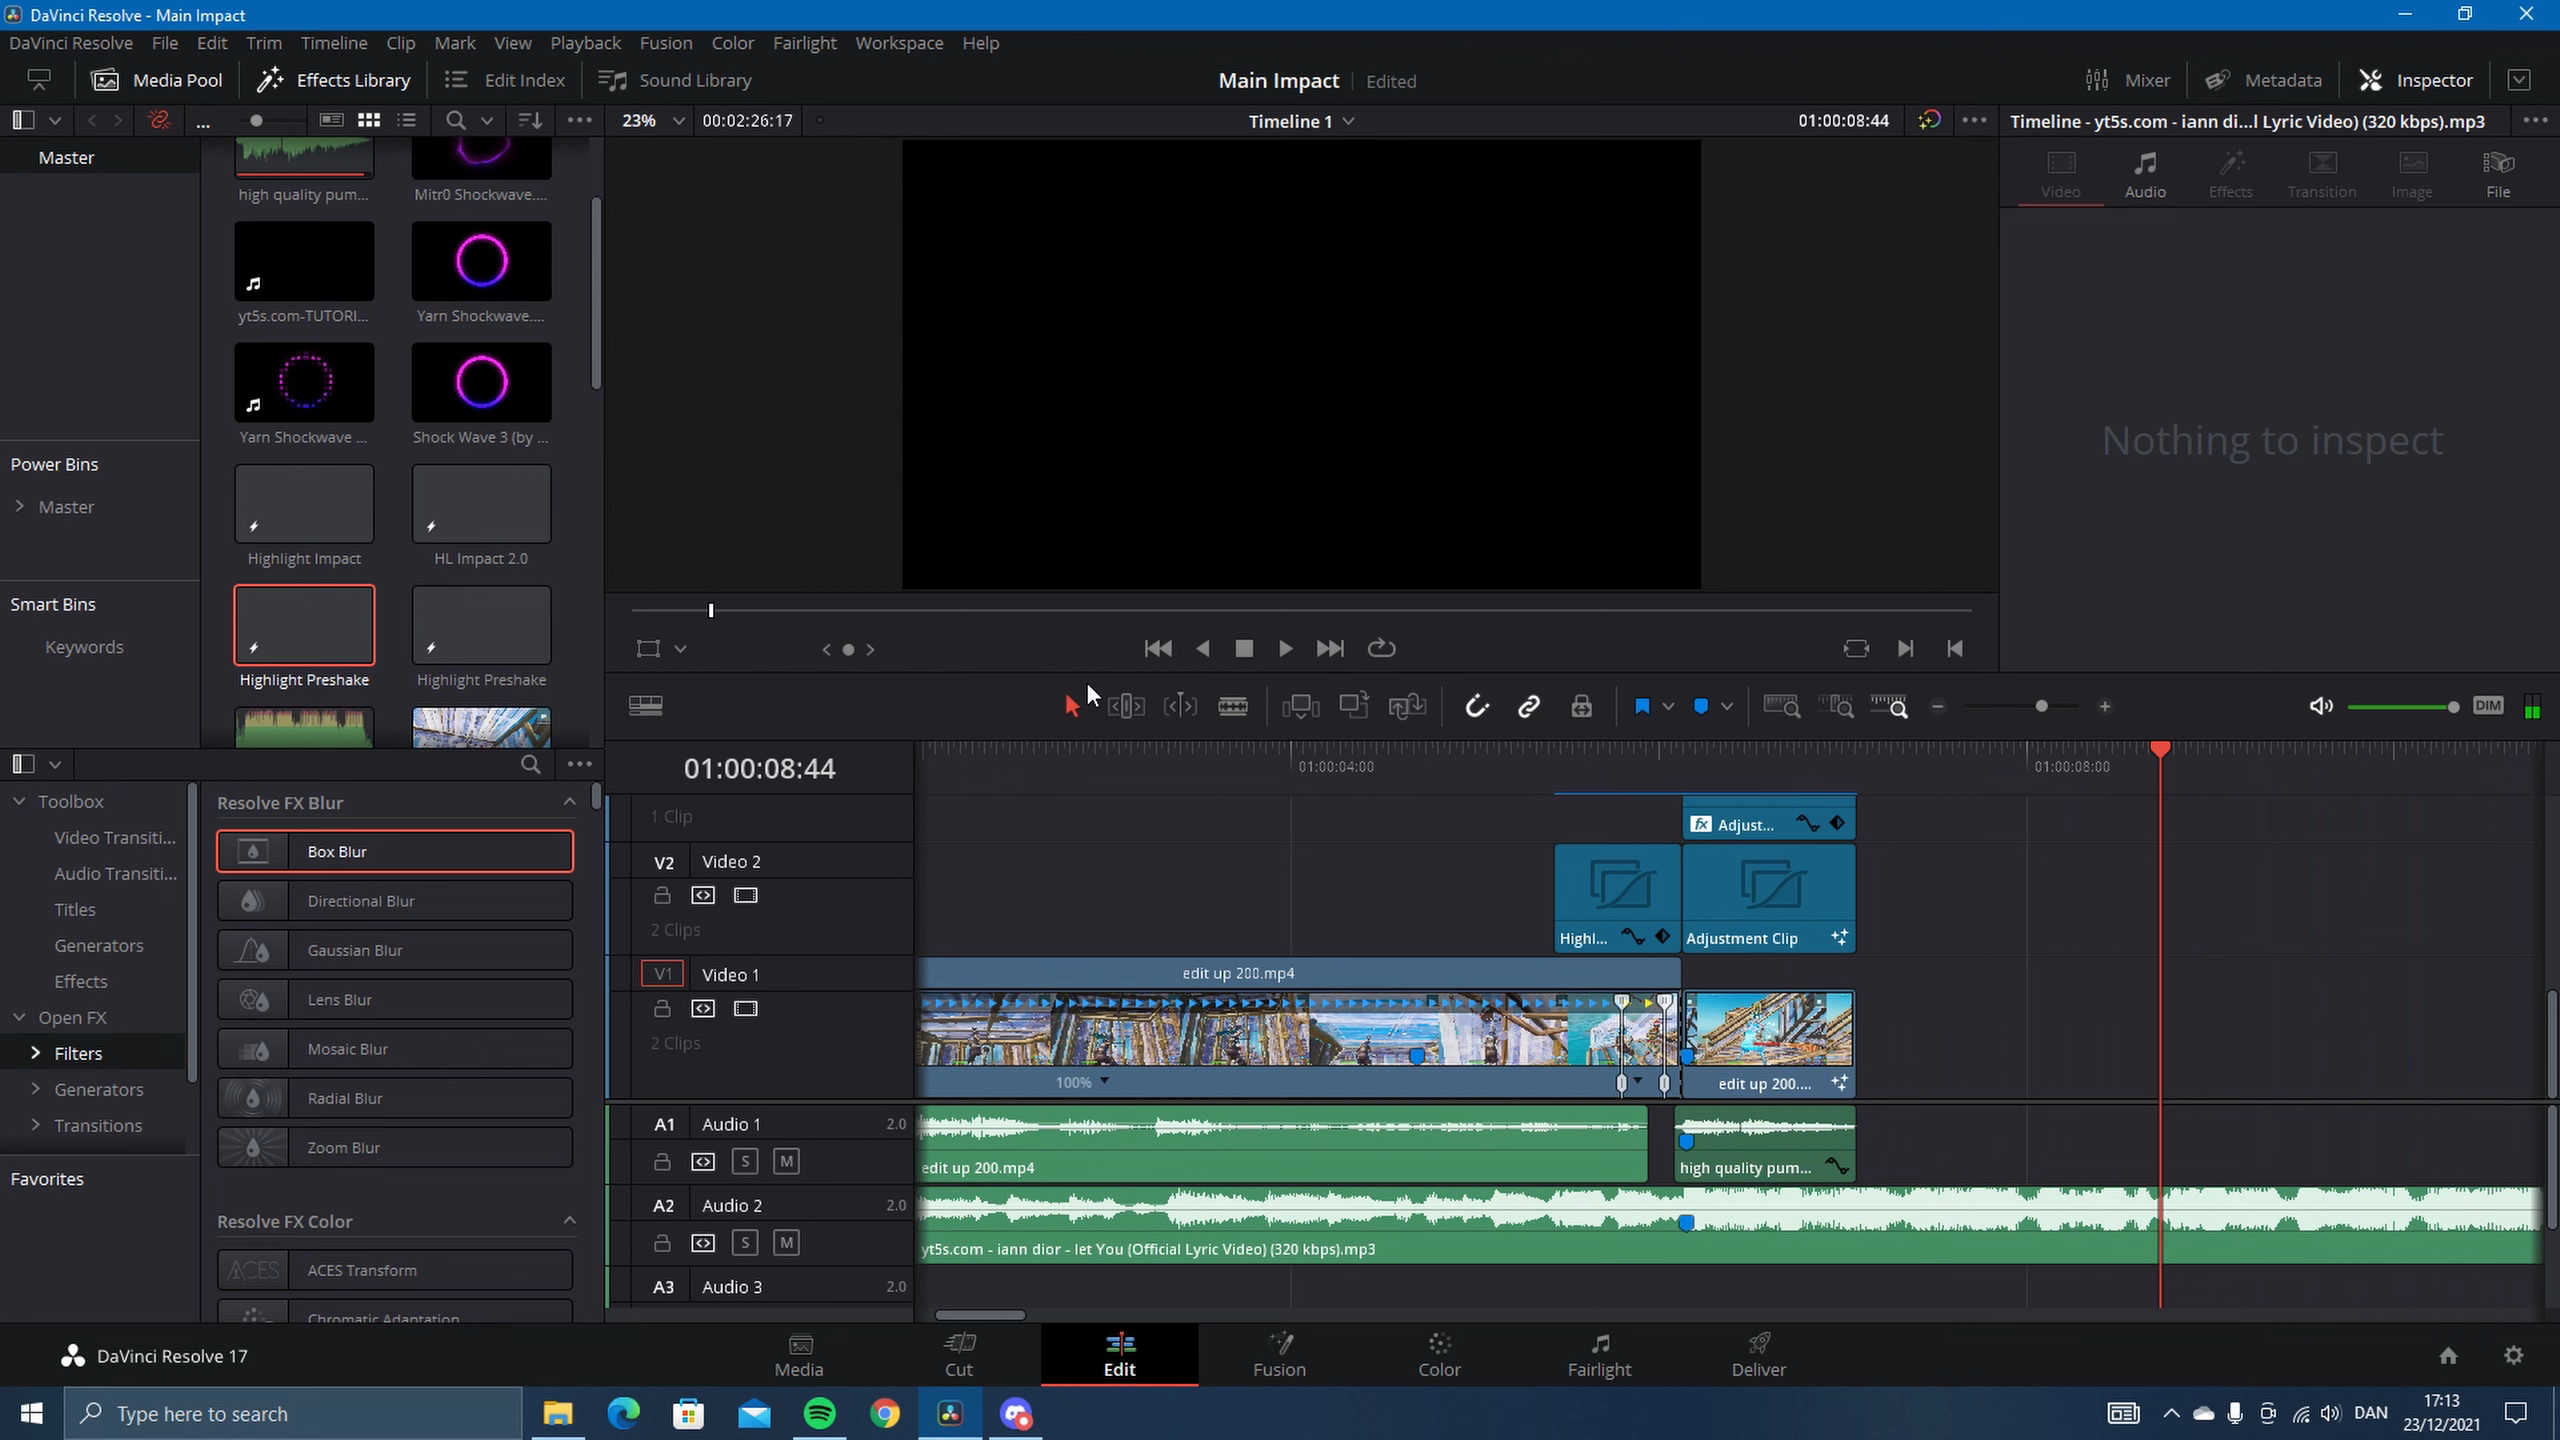 DaVinci Resolve - Main Impact
DaVinci Resolve File Edit Trim Timeline Clip Mark View Playback Fusion Color Fairlight Workspace Help
Media Pool Effects Library Edit Index Sound Library Main Impact Edited Mixer Metadata Inspector
... 23% 00:02:26:17 Timeline 1 01:00:08:44 Timeline - yt5s.com - iann di...l Lyric Video) (320 kbps).mp3
Master
Video Audio Effects Transition Image File
high quality pum... Mitr0 Shockwave....
yt5s.com-TUTORI... Yarn Shockwave....
Yarn Shockwave ... Shock Wave 3 (by ...
Nothing to inspect
Power Bins
Master
Highlight Impact HL Impact 2.0
Smart Bins
Keywords
Highlight Preshake Highlight Preshake
DIM
01:00:08:44 01:00:04:00 01:00:08:00
Toolbox
Video Transiti...
Audio Transiti...
Titles
Generators
Effects
Open FX
Filters
Generators
Transitions
Favorites
Resolve FX Blur
Box Blur
Directional Blur
Gaussian Blur
Lens Blur
Mosaic Blur
Radial Blur
Zoom Blur
Resolve FX Color
ACES ACES Transform
Chromatic Adaptation
1 Clip
fx Adjust...
V2 Video 2
2 Clips
Highl... Adjustment Clip
V1 Video 1
edit up 200.mp4
2 Clips
100%
edit up 200....
A1 Audio 1 2.0
S M
edit up 200.mp4 high quality pum...
A2 Audio 2 2.0
S M
yt5s.com - iann dior - let You (Official Lyric Video) (320 kbps).mp3
A3 Audio 3 2.0
DaVinci Resolve 17
Media Cut Edit Fusion Color Fairlight Deliver
Type here to search
DAN
17:13
23/12/2021